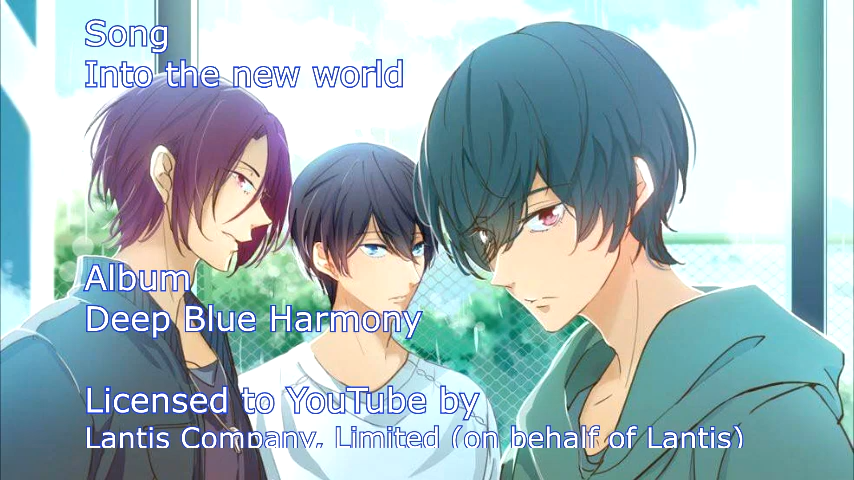 Song
Into the new world
Album
Deep Blue Harmony
Licensed to YouTube by
Lantis Company, Limited (on behalf of Lantis)